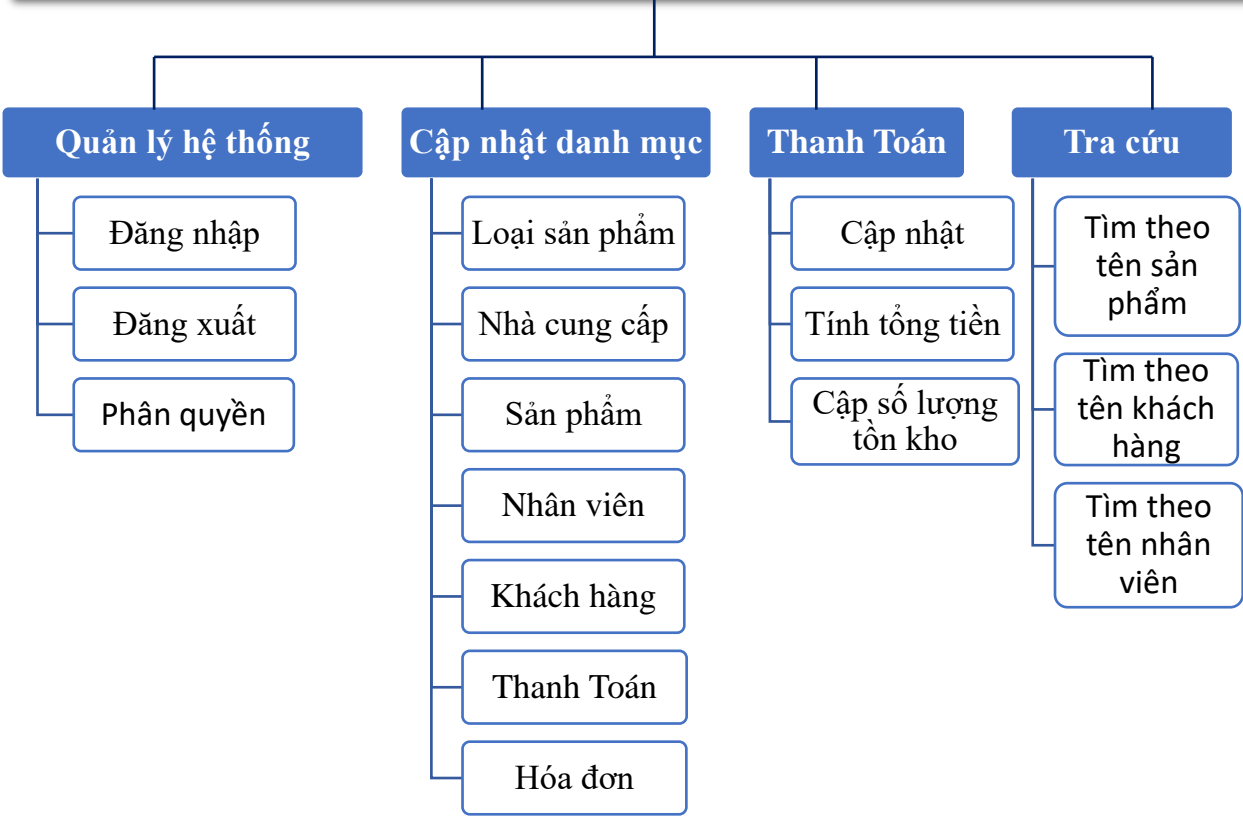 Quản lý hệ thống
Đăng nhập
Đăng xuất
Phân quyền
Cập nhật danh mục
Loại sản phẩm
Nhà cung cấp
Sản phẩm
Nhân viên
Khách hàng
Thanh Toán
Hóa đơn
Thanh Toán
Cập nhật
Tính tổng tiền
Cập số lượng
tồn kho
Tra cứu
Tìm theo
tên sản
phẩm
Tìm theo
tên khách
hàng
Tìm theo
tên nhân
viên